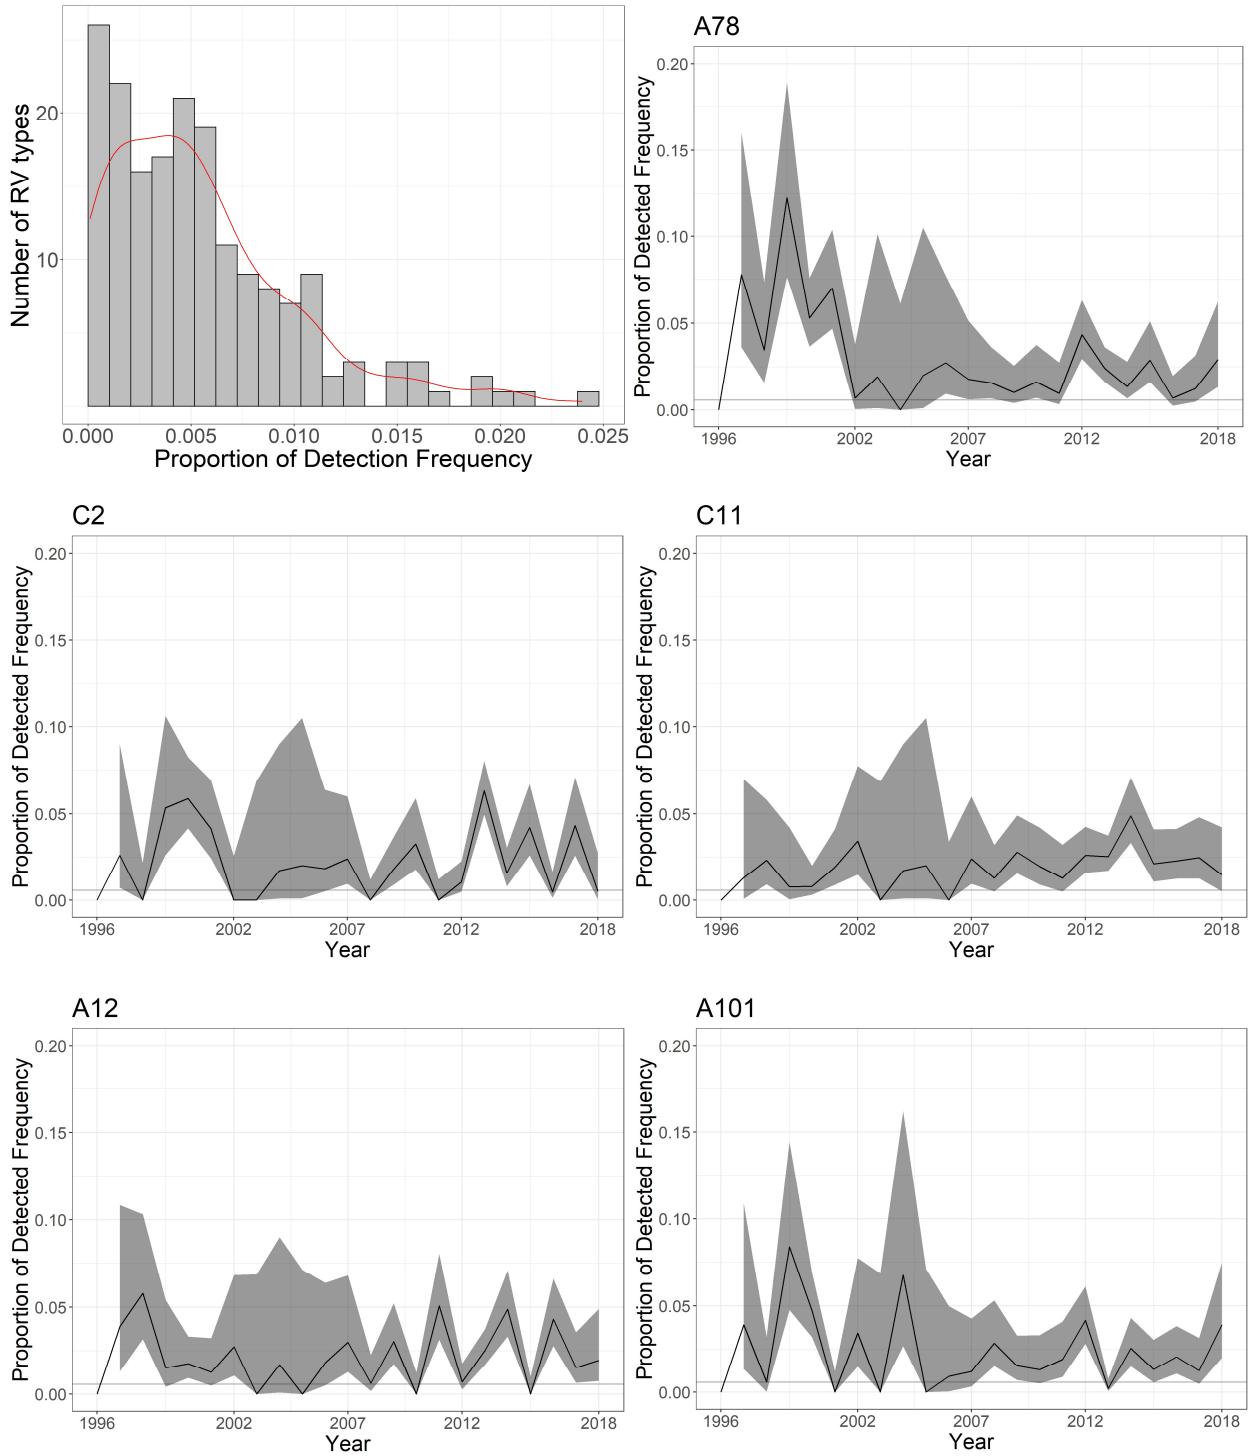 20
10
Number of RV types
0.000 0.005 0.010 0.015 0.020 0.025
Proportion of Detection Frequency
A78
0.20
0.15
0.10
0.05
0.00
Proportion of Detected Frequency
1996 2002 2007 2012 2018
Year
C2
0.20
0.15
0.10
0.05
0.00
Proportion of Detected Frequency
1996 2002 2007 2012 2018
Year
C11
0.20
0.15
0.10
0.05
0.00
Proportion of Detected Frequency
1996 2002 2007 2012 2018
Year
A12
0.20
0.15
0.10
0.05
0.00
Proportion of Detected Frequency
1996 2002 2007 2012 2018
Year
A101
0.20
0.15
0.10
0.05
0.00
Proportion of Detected Frequency
1996 2002 2007 2012 2018
Year